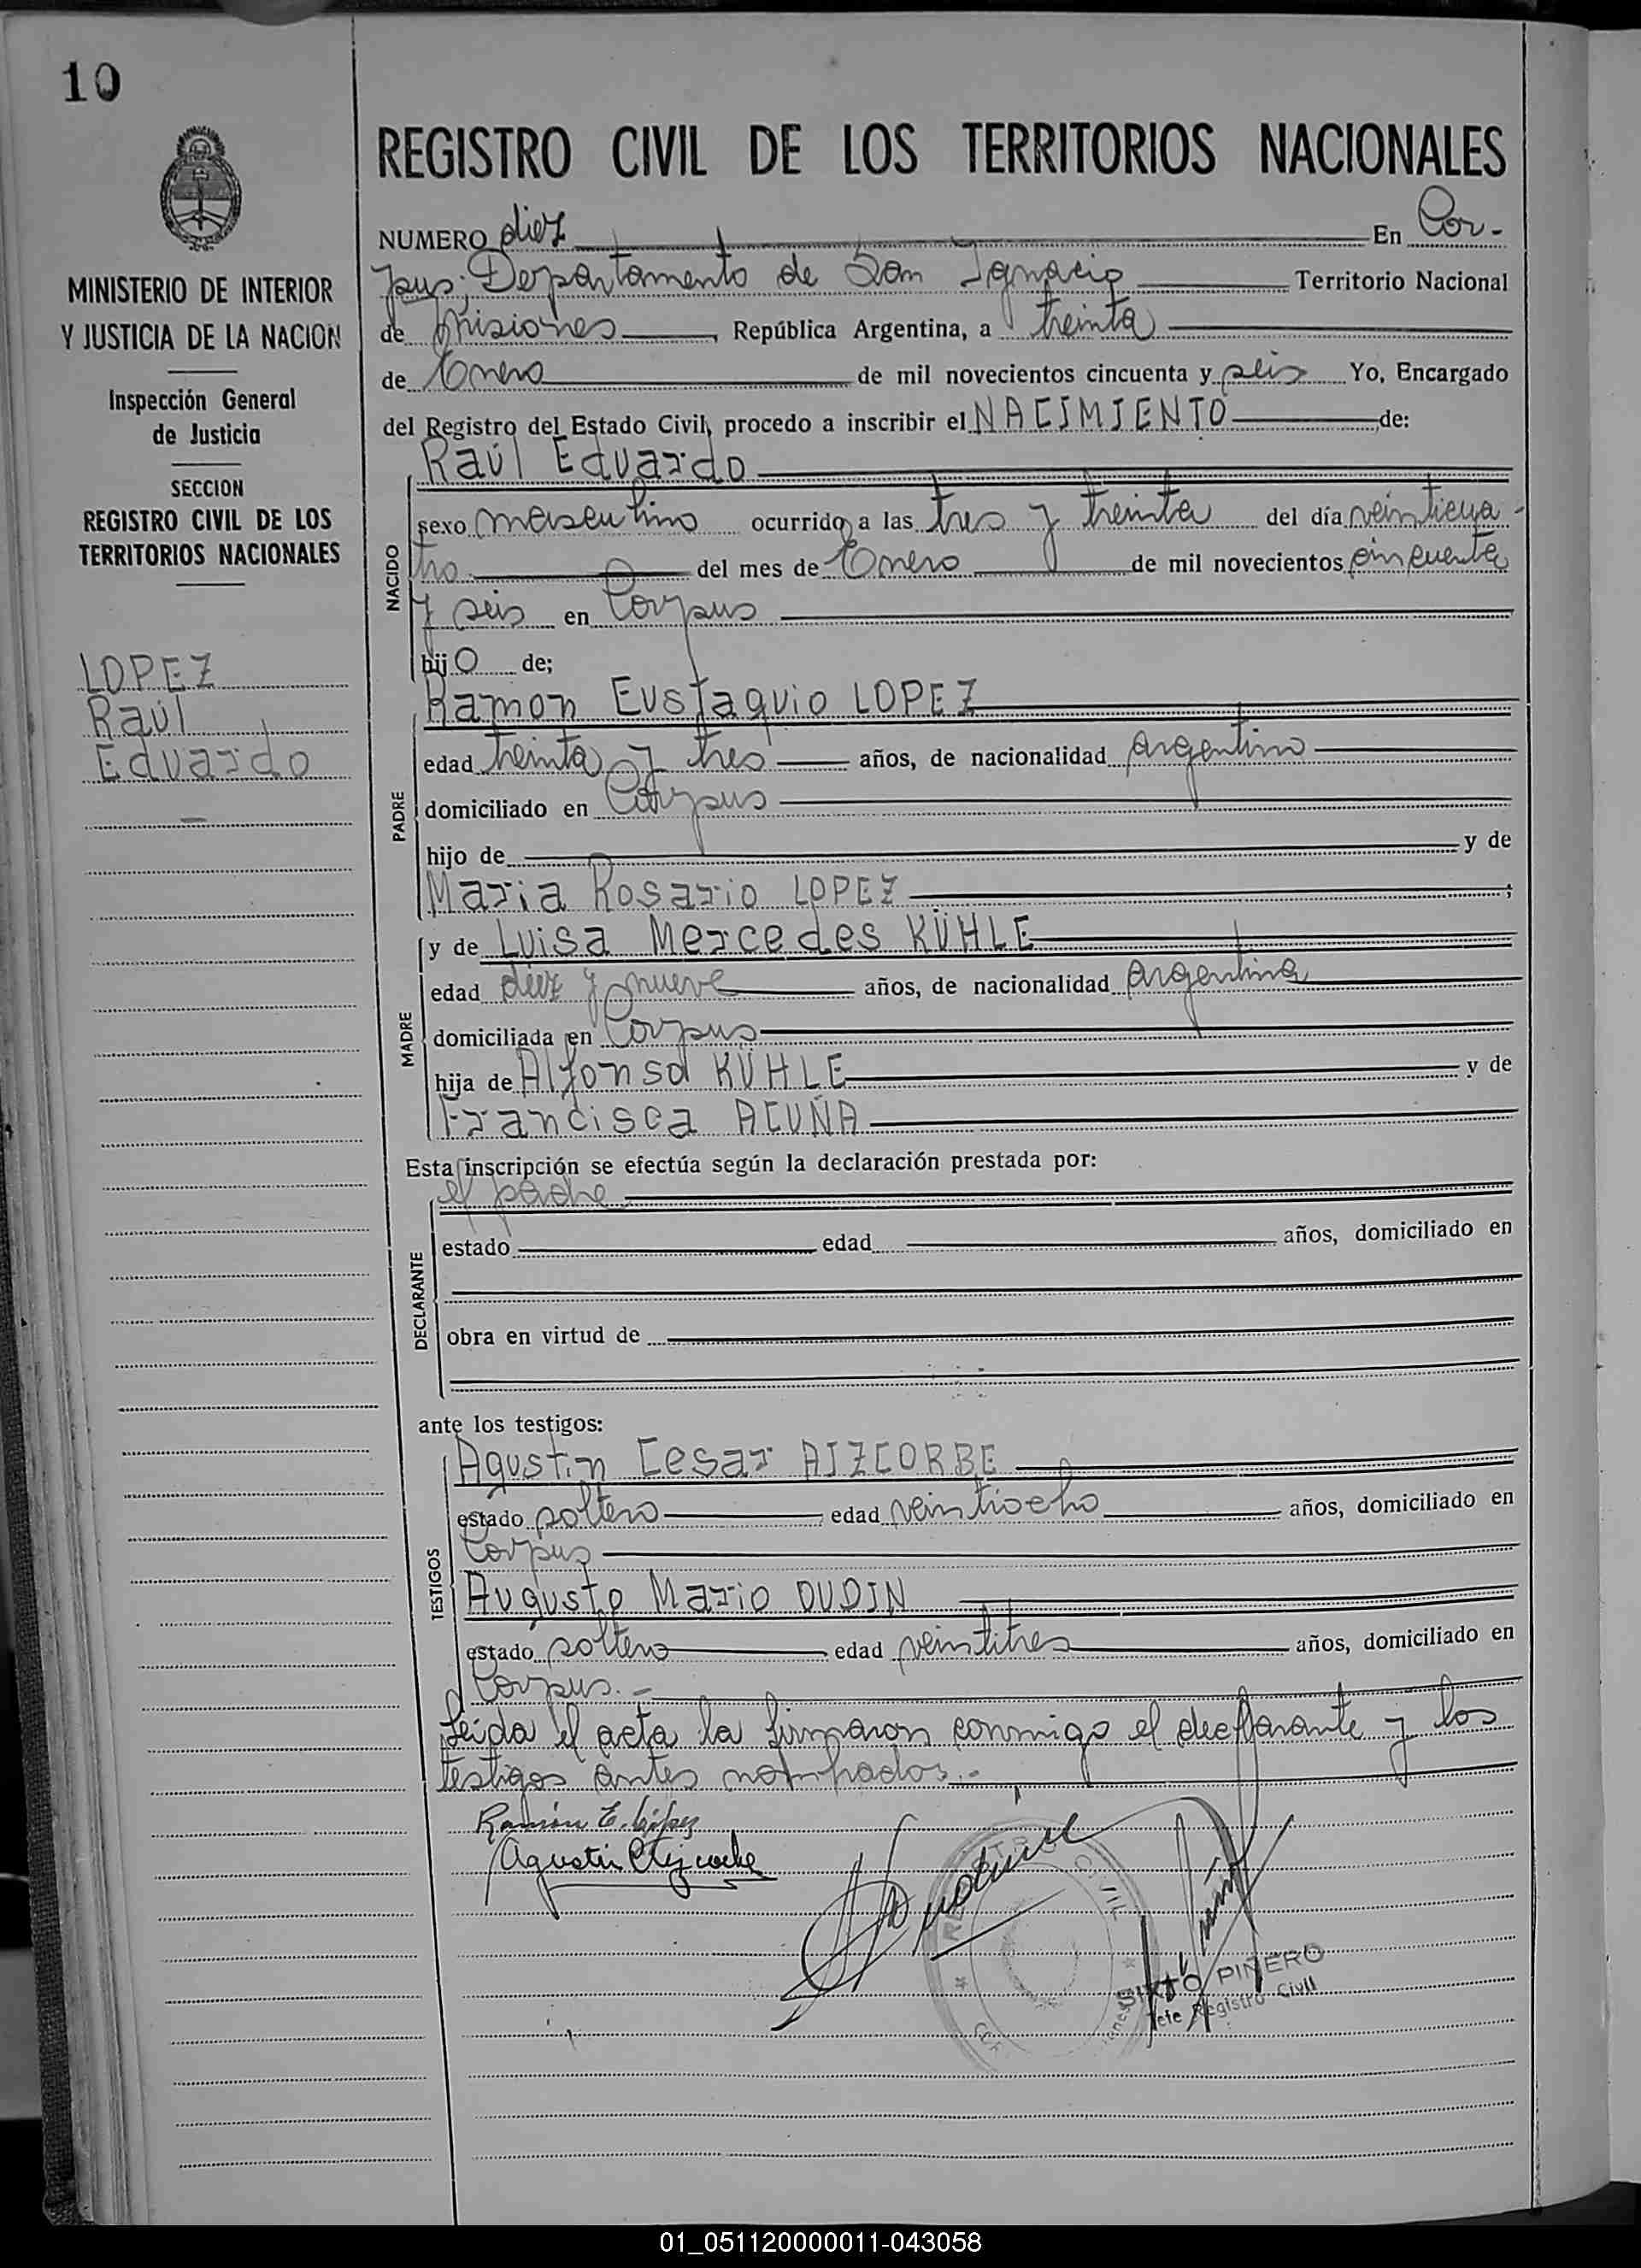 10
MINISTERIO DE INTERIOR
Y JUSTICIA DE LA NACION
Inspección General
de Justicia
SECCION
REGISTRO CIVIL DE LOS
TERRITORIOS NACIONALES
LOPEZ
Raúl
Eduardo
REGISTRO CIVIL DE LOS TERRITORIOS NACIONALES
NUMERO diez En Cor-
pus; Departamento de San Ignacio Territorio Nacional
de Misiones, República Argentina, a treinta
de Enero de mil novecientos cincuenta y seis Yo, Encargado
del Registro del Estado Civil, procedo a inscribir el NACIMIENTO de:
Raúl Eduardo
NACIDO
sexo masculino ocurrido a las tres y treinta del día veinticua-
tro del mes de Enero de mil novecientos cincuenta
y seis en Corpus
hijo de;
Ramon Eustaquio LOPEZ
PADRE
edad treinta y tres años, de nacionalidad argentino
domiciliado en Corpus
hijo de y de
Maria Rosario LOPEZ;
MADRE
y de Luisa Mercedes KÜHLE
edad diez y nueve años, de nacionalidad argentina
domiciliada en Corpus
hija de Alfonso KÜHLE y de
Francisca ACUÑA
Esta inscripción se efectúa según la declaración prestada por:
DECLARANTE
el padre
estado edad años, domiciliado en
obra en virtud de
ante los testigos:
TESTIGOS
Agustin Cesar AIZCORBE
estado soltero edad veintiocho años, domiciliado en
Corpus
Augusto Mario DUDIN
estado soltero edad veintitres años, domiciliado en
Corpus.-
Leida el acta la firmaron conmigo el declarante y los
testigos antes nombrados.-
Ramón E. López
Agustin Aizcorbe
REGISTRO CIVIL
SIXTO PIÑERO
Jefe Registro Civil
01_051120000011-043058